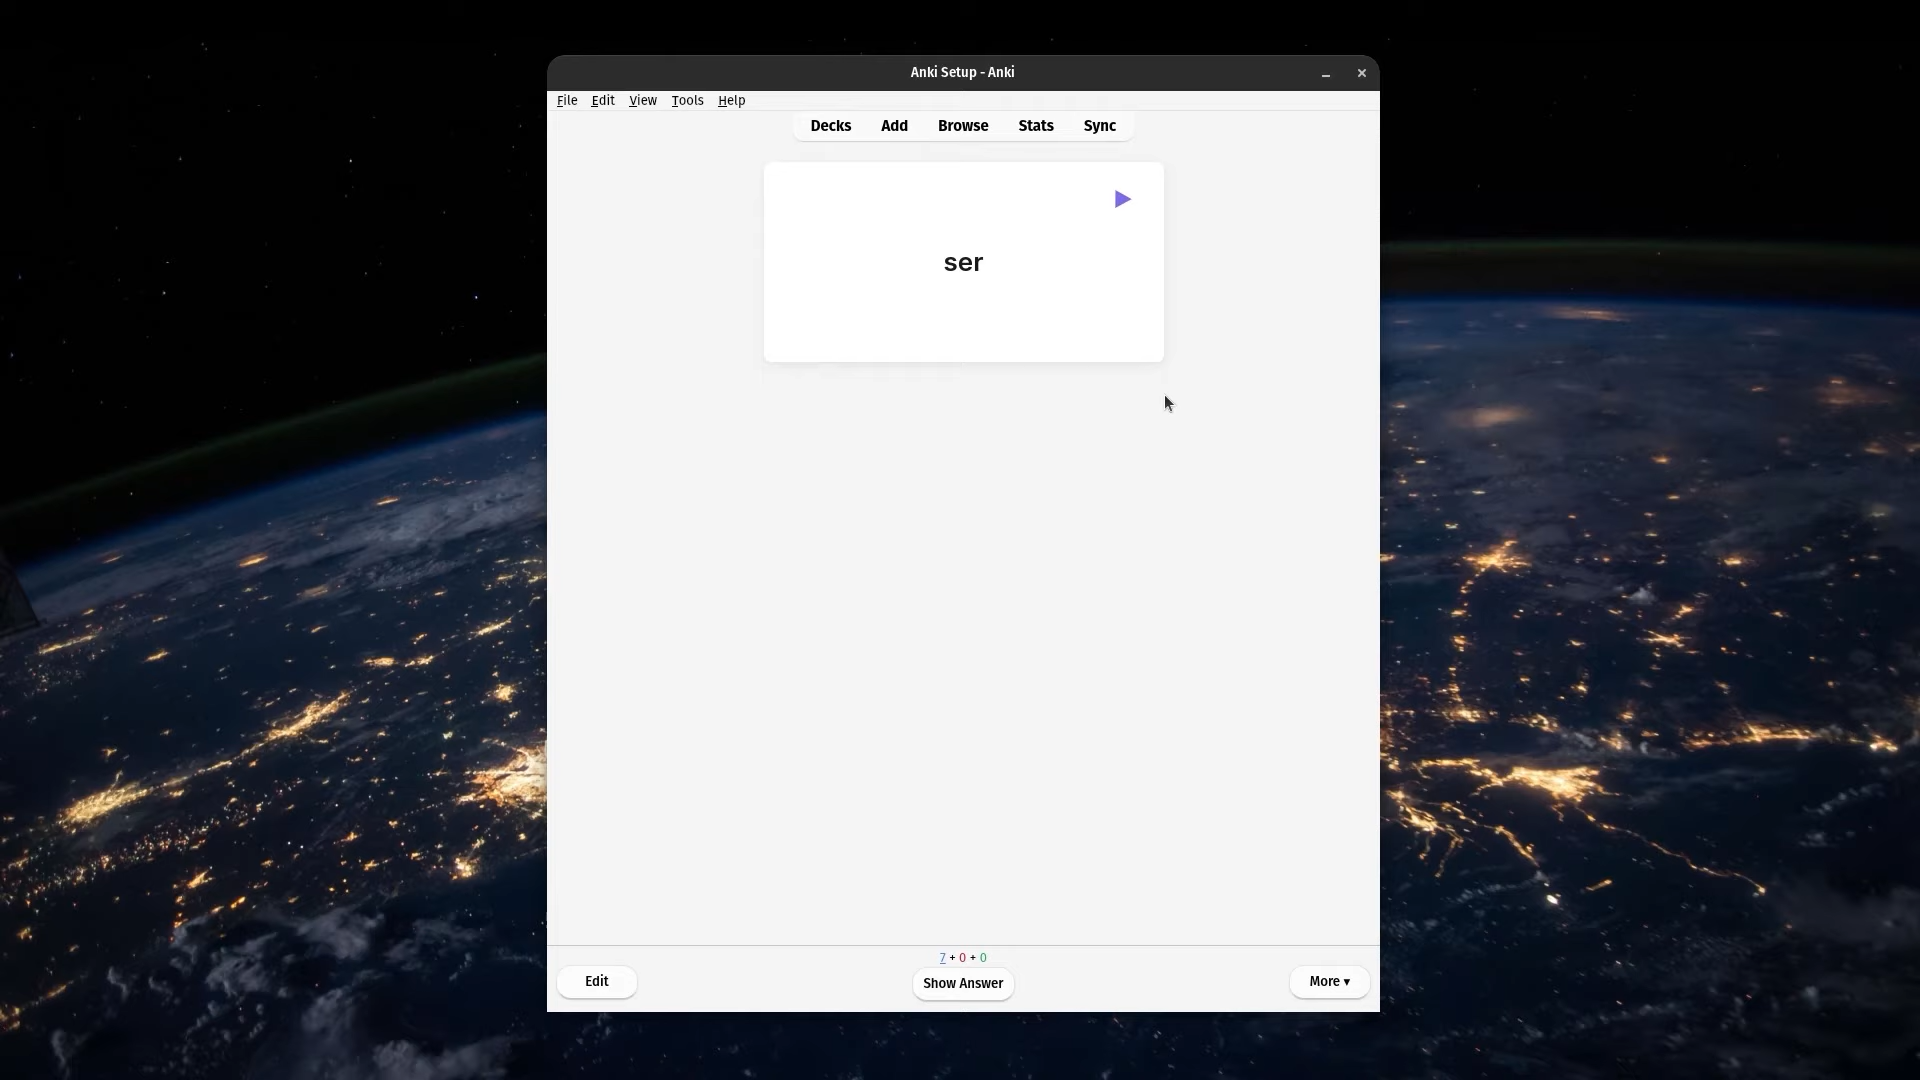 Anki Setup - Anki
File Edit View Tools Help
Decks Add Browse Stats Sync
ser
7 + 0 + 0
Edit Show Answer More ▾